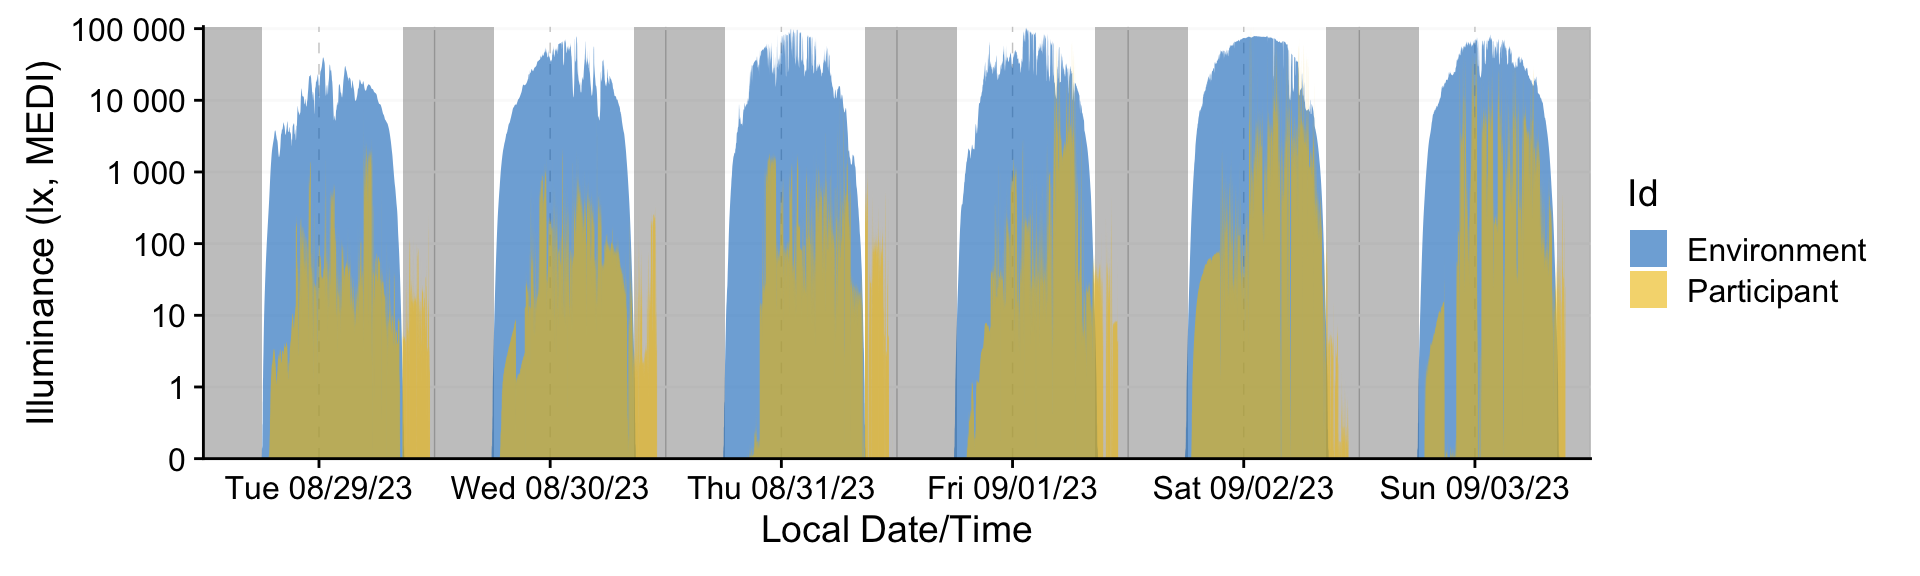 Illuminance (lx, MEDI)
100 000
10 000
1 000
100
10
1
0
Tue 08/29/23 Wed 08/30/23 Thu 08/31/23 Fri 09/01/23 Sat 09/02/23 Sun 09/03/23
Local Date/Time
Id
Environment
Participant